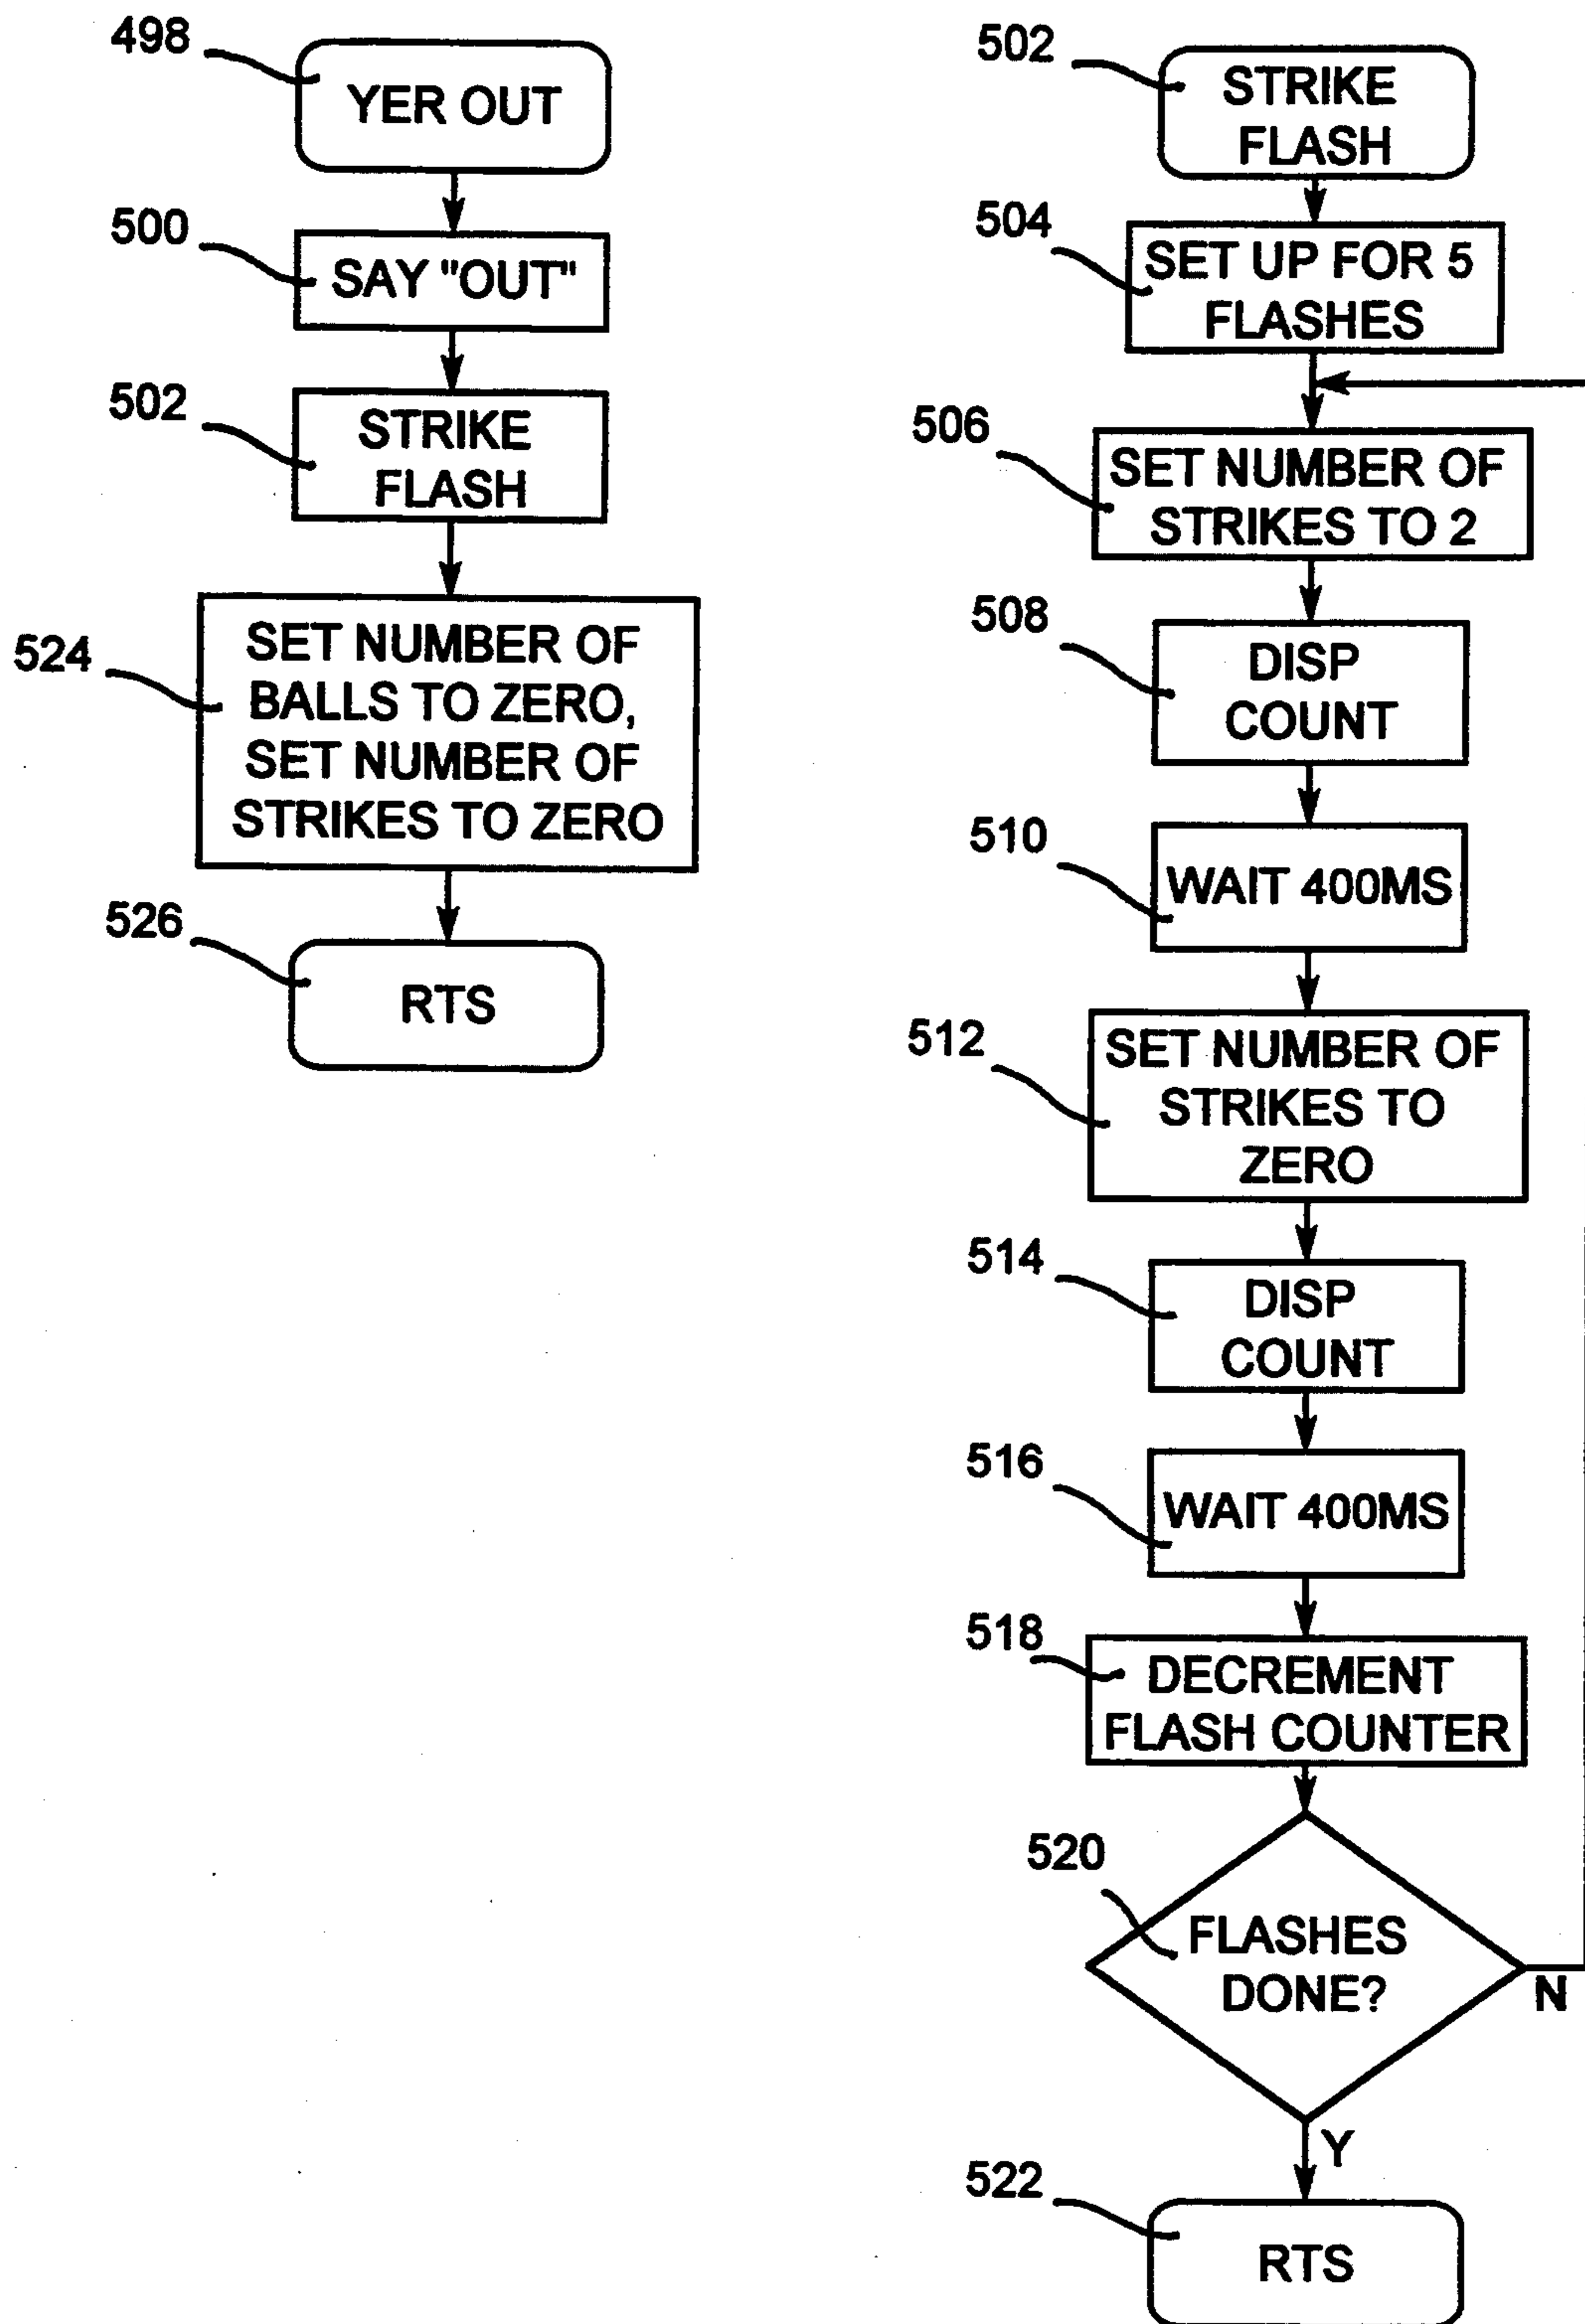 498
YER OUT
500
SAY "OUT"
502
STRIKE
FLASH
524
SET NUMBER OF
BALLS TO ZERO,
SET NUMBER OF
STRIKES TO ZERO
526
RTS
502
STRIKE
FLASH
504
SET UP FOR 5
FLASHES
506
SET NUMBER OF
STRIKES TO 2
508
DISP
COUNT
510
WAIT 400MS
512
SET NUMBER OF
STRIKES TO
ZERO
514
DISP
COUNT
516
WAIT 400MS
518
DECREMENT
FLASH COUNTER
520
FLASHES
DONE?
N
Y
522
RTS